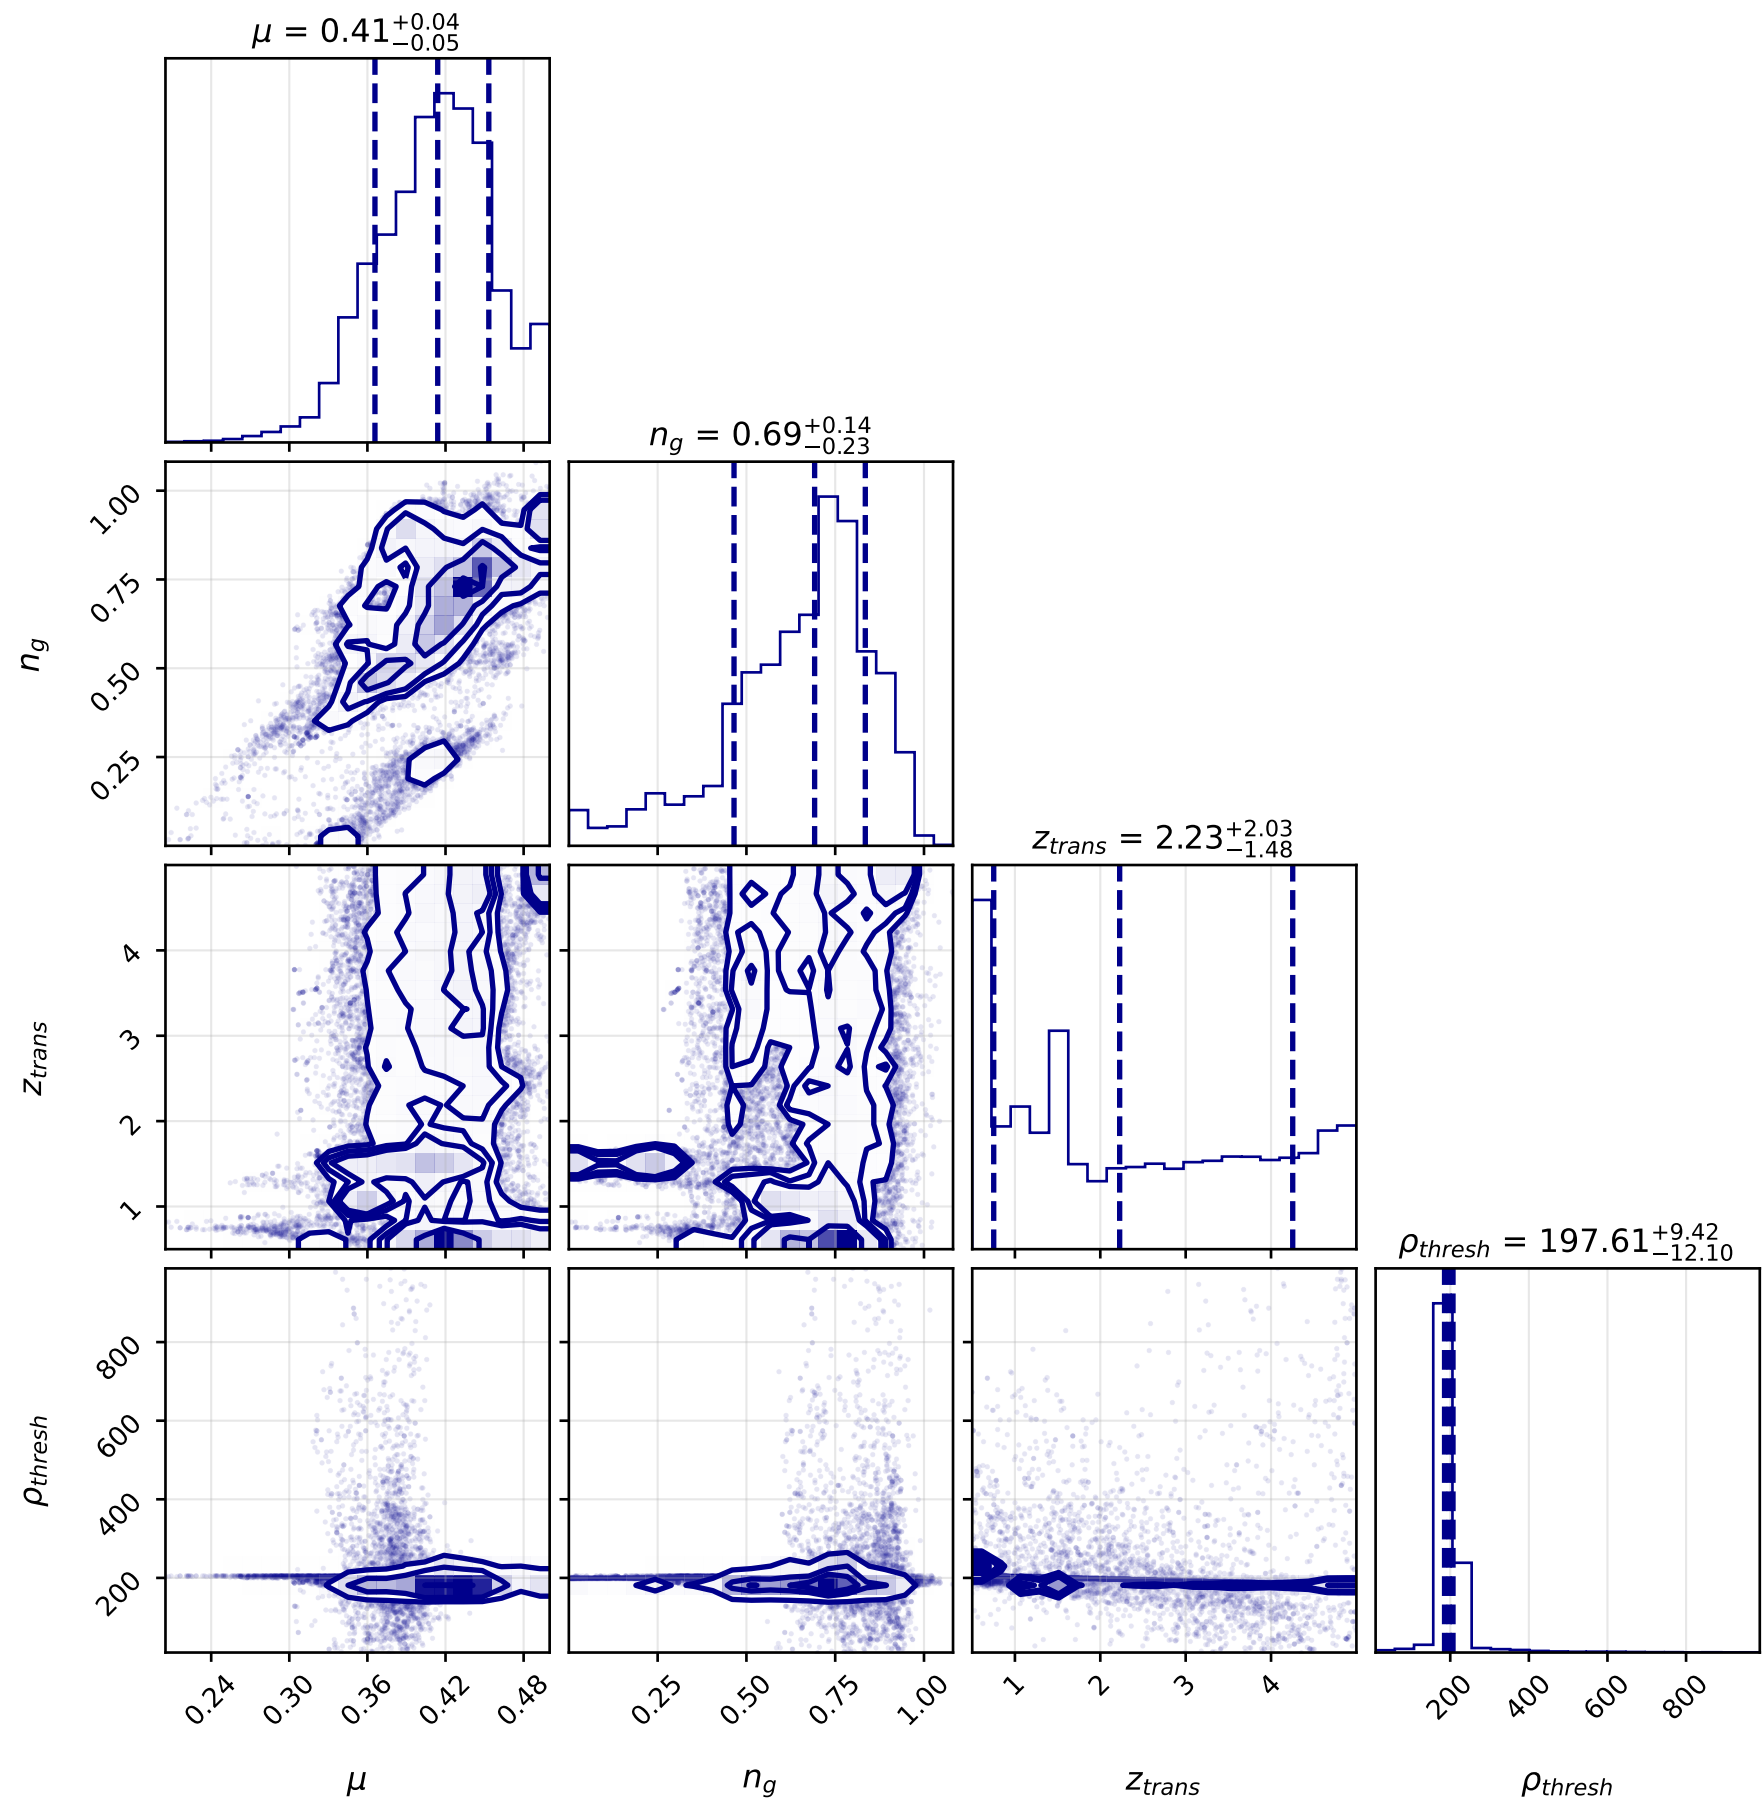 μ = 0.41 +0.04 −0.05
n_g = 0.69 +0.14 −0.23
z_trans = 2.23 +2.03 −1.48
ρ_thresh = 197.61 +9.42 −12.10
n_g
1.00
0.75
0.50
0.25
z_trans
4
3
2
1
ρ_thresh
800
600
400
200
0.24 0.30 0.36 0.42 0.48
0.25 0.50 0.75 1.00
1 2 3 4
200 400 600 800
μ
n_g
z_trans
ρ_thresh